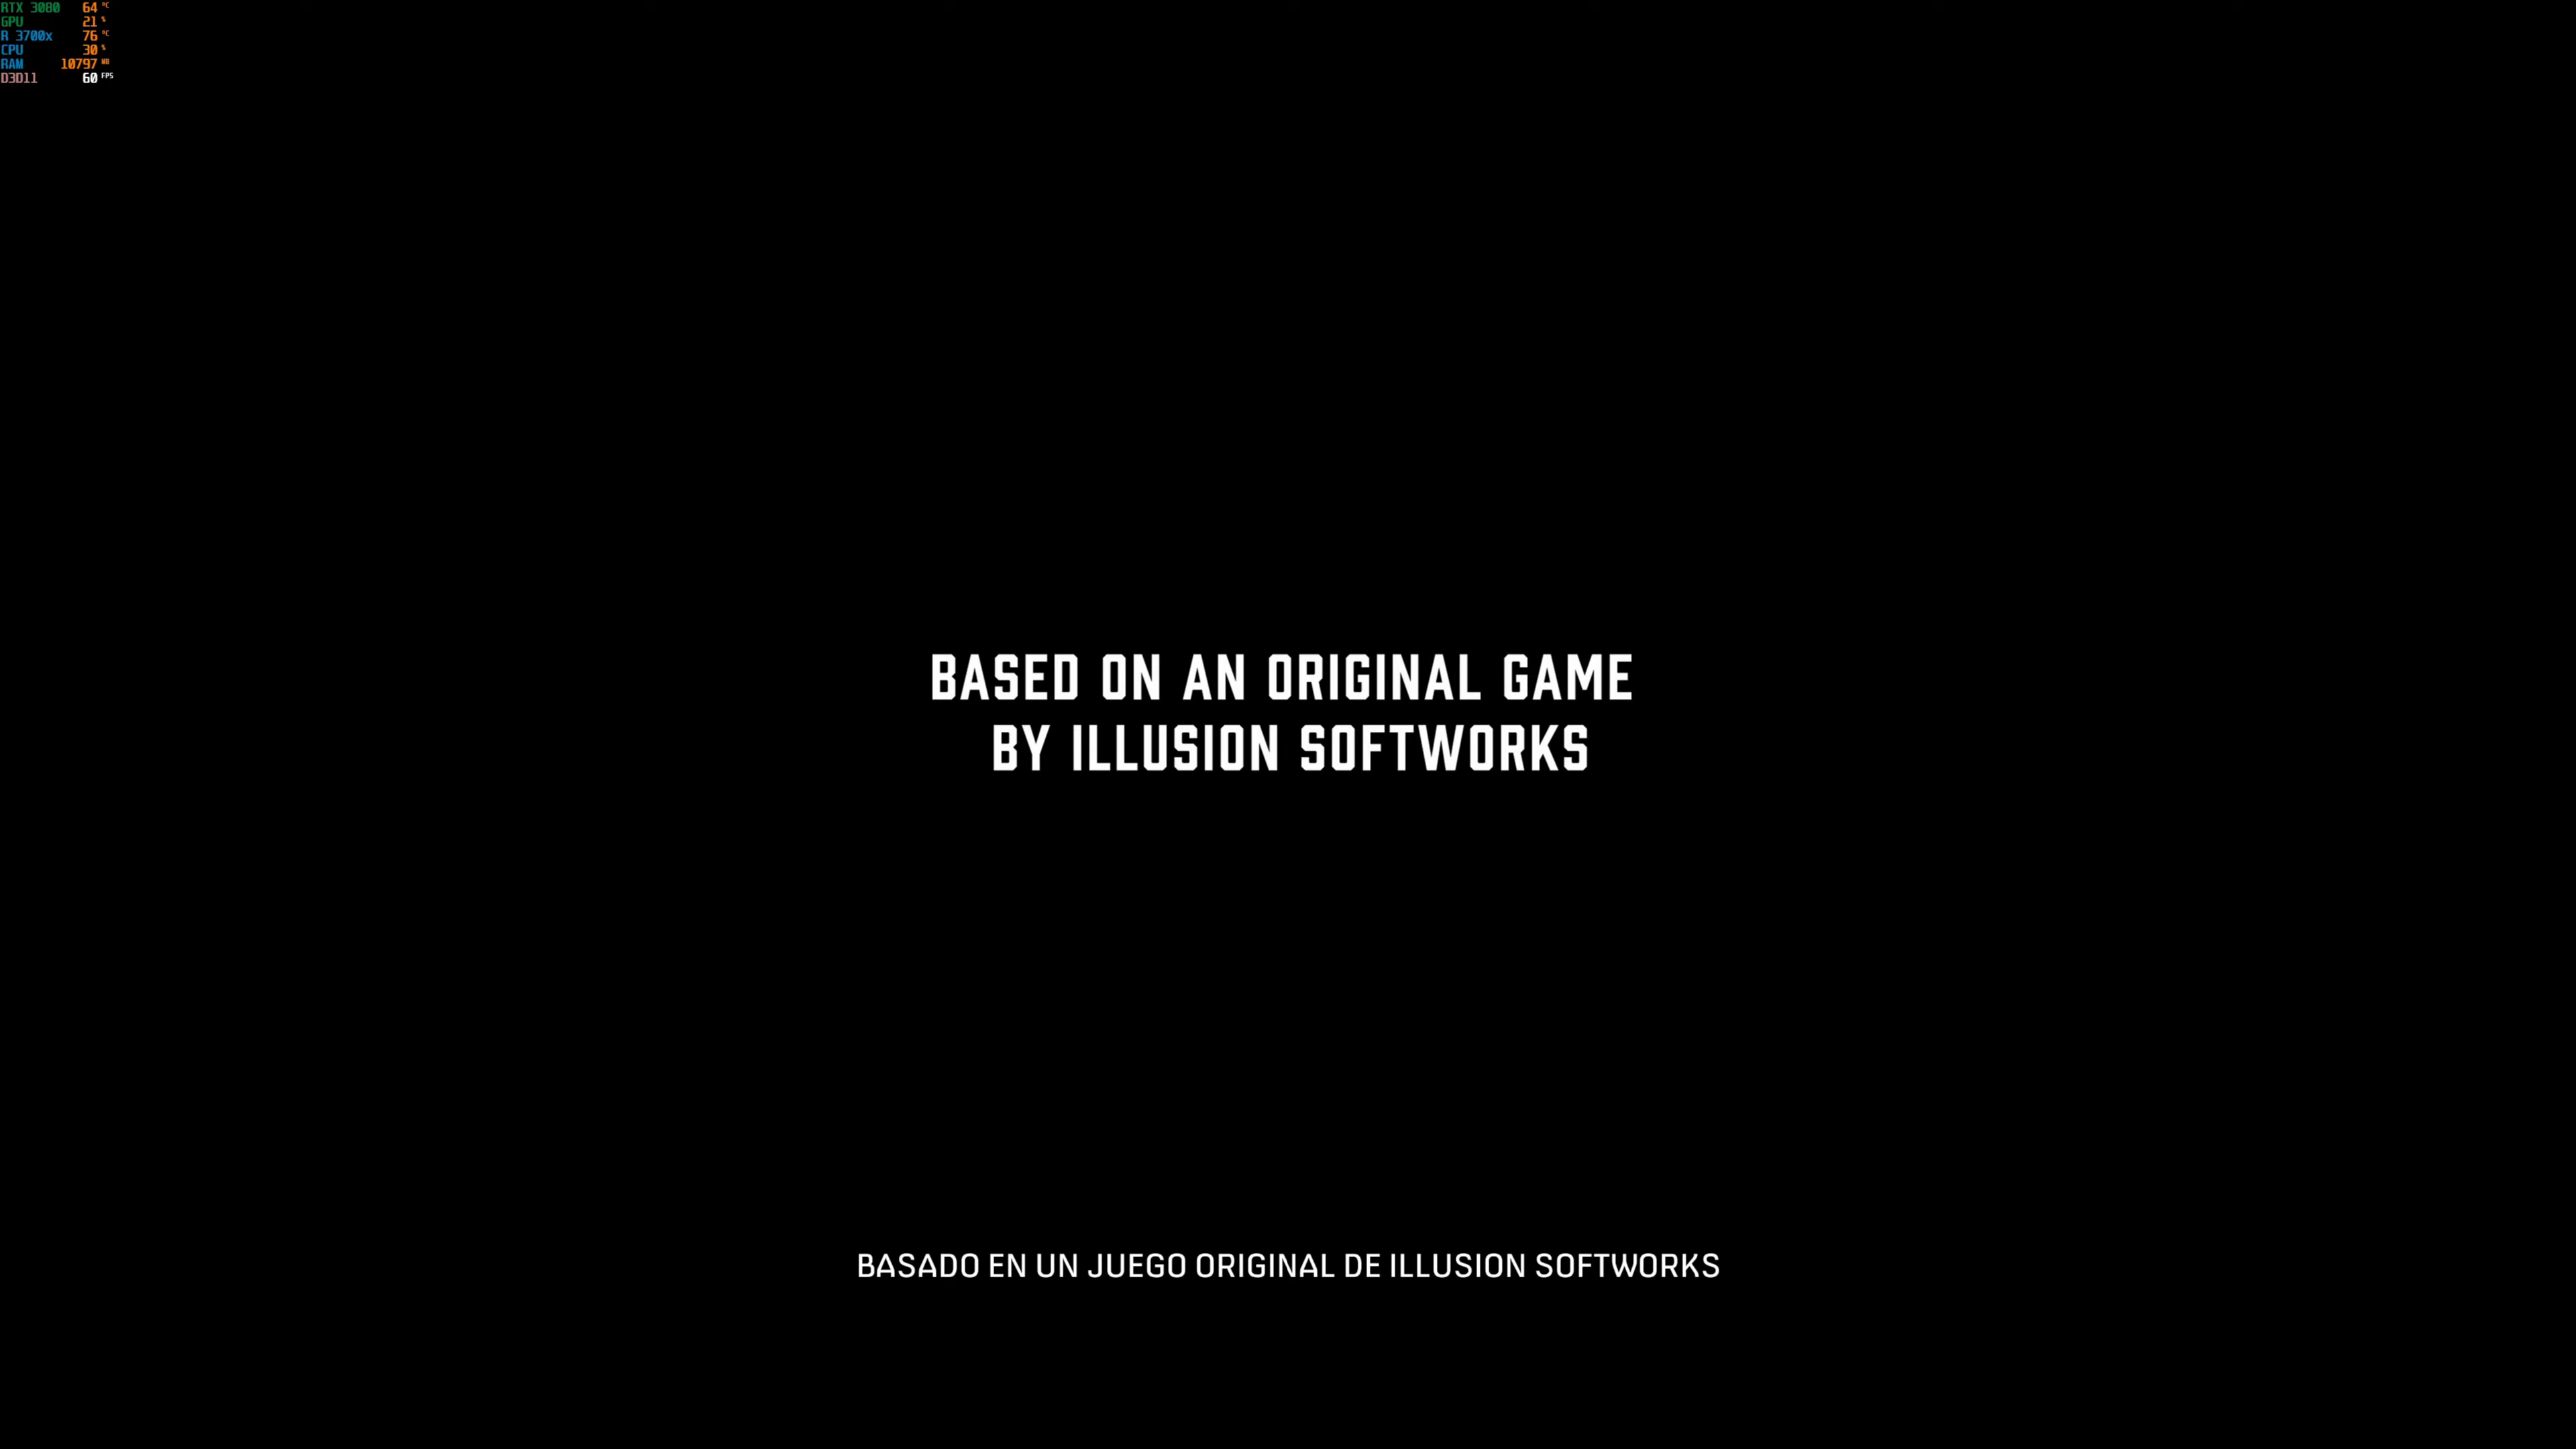 RTX 3080 64 °C
GPU 21 %
R 3700x 76 °C
CPU 30 %
RAM 10797 MB
D3D11 60 FPS
BASED ON AN ORIGINAL GAME
BY ILLUSION SOFTWORKS
BASADO EN UN JUEGO ORIGINAL DE ILLUSION SOFTWORKS